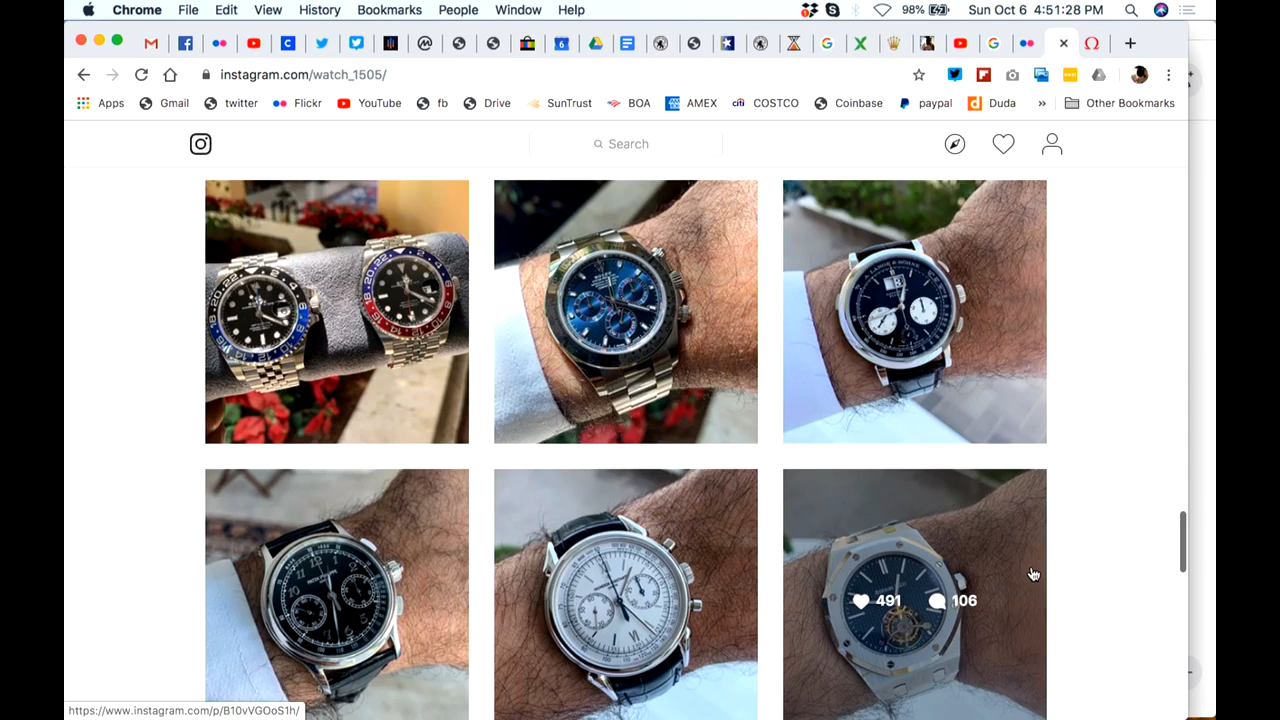 Chrome File Edit View History Bookmarks People Window Help 98% Sun Oct 6 4:51:28 PM
instagram.com/watch_1505/
Apps Gmail twitter Flickr YouTube fb Drive SunTrust BOA AMEX COSTCO Coinbase paypal Duda » Other Bookmarks
Search
491 106
https://www.instagram.com/p/B10vVGOoS1h/